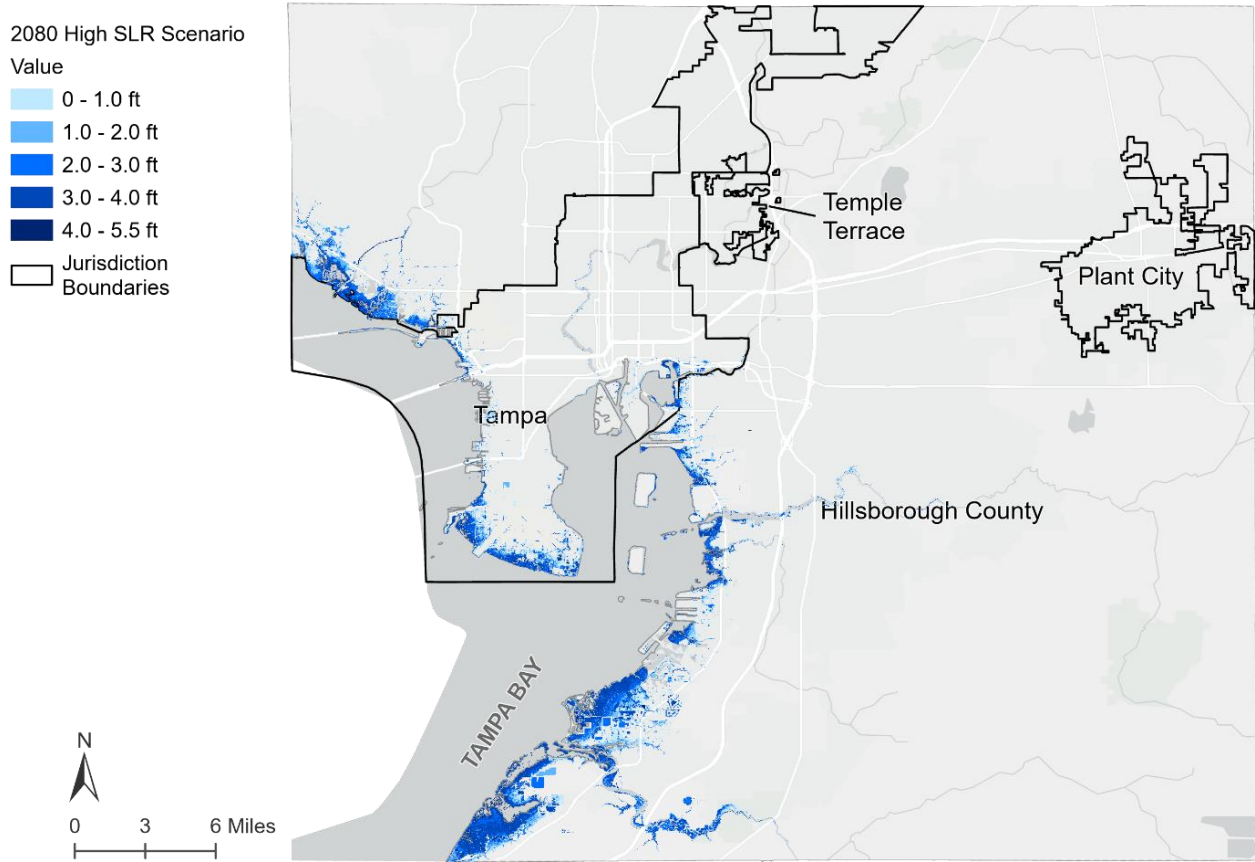 2080 High SLR Scenario
Value
0 - 1.0 ft
1.0 - 2.0 ft
2.0 - 3.0 ft
3.0 - 4.0 ft
4.0 - 5.5 ft
Jurisdiction
Boundaries
Temple
Terrace
Plant City
Tampa
Hillsborough County
TAMPA BAY
N
0 3 6 Miles